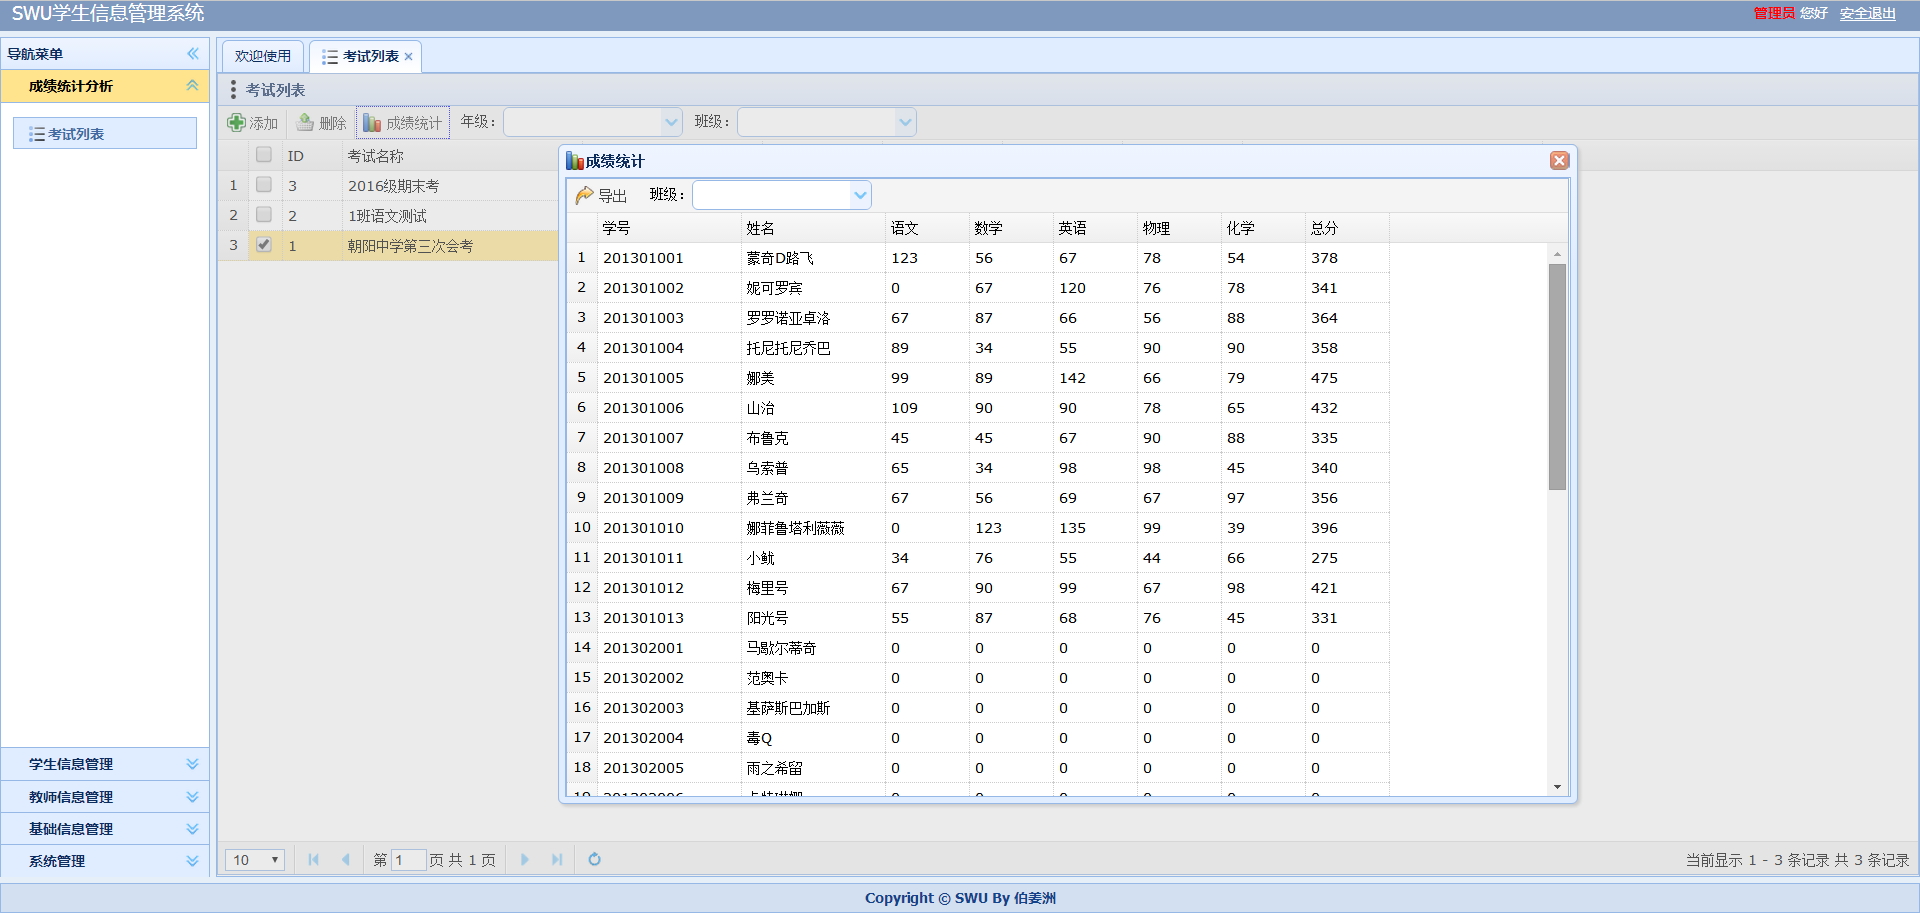 SWU学生信息管理系统
管理员 您好 安全退出
导航菜单
成绩统计分析
考试列表
学生信息管理
教师信息管理
基础信息管理
系统管理
欢迎使用 考试列表
考试列表
添加 删除 成绩统计 年级： 班级：
ID 考试名称
1 3 2016级期末考
2 2 1班语文测试
3 1 朝阳中学第三次会考
成绩统计
导出 班级：
学号 姓名 语文 数学 英语 物理 化学 总分
1 201301001 蒙奇D路飞 123 56 67 78 54 378
2 201301002 妮可罗宾 0 67 120 76 78 341
3 201301003 罗罗诺亚卓洛 67 87 66 56 88 364
4 201301004 托尼托尼乔巴 89 34 55 90 90 358
5 201301005 娜美 99 89 142 66 79 475
6 201301006 山治 109 90 90 78 65 432
7 201301007 布鲁克 45 45 67 90 88 335
8 201301008 乌索普 65 34 98 98 45 340
9 201301009 弗兰奇 67 56 69 67 97 356
10 201301010 娜菲鲁塔利薇薇 0 123 135 99 39 396
11 201301011 小鱿 34 76 55 44 66 275
12 201301012 梅里号 67 90 99 67 98 421
13 201301013 阳光号 55 87 68 76 45 331
14 201302001 马歇尔蒂奇 0 0 0 0 0 0
15 201302002 范奥卡 0 0 0 0 0 0
16 201302003 基萨斯巴加斯 0 0 0 0 0 0
17 201302004 毒Q 0 0 0 0 0 0
18 201302005 雨之希留 0 0 0 0 0 0
10 第 1 页 共 1 页
当前显示 1 - 3 条记录 共 3 条记录
Copyright © SWU By 伯姜洲